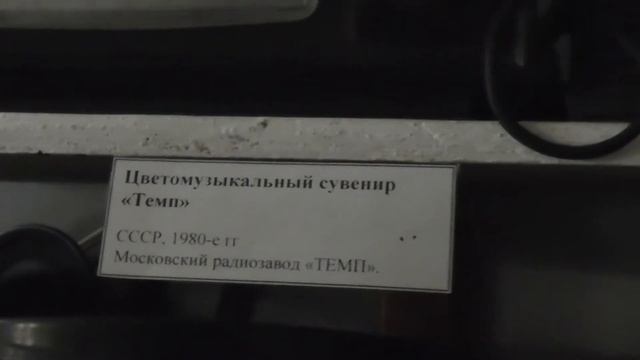 Цветомузыкальный сувенир
«Темп»
СССР, 1980-е гг
Московский радиозавод «ТЕМП».